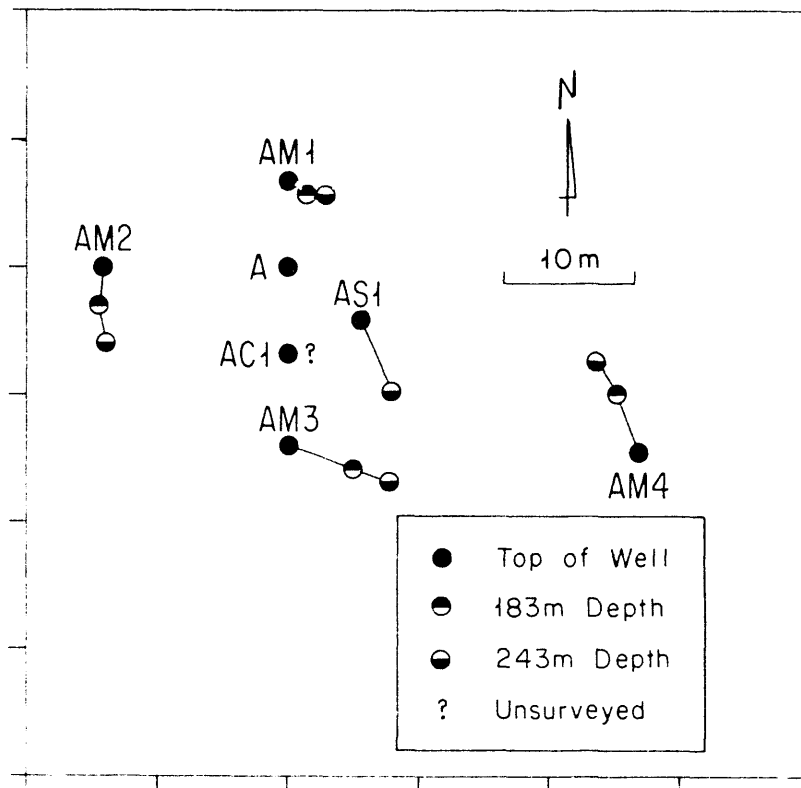 N
AM1
AM2
A
10m
AS1
AC1 ?
AM3
AM4
Top of Well
183m Depth
243m Depth
? Unsurveyed